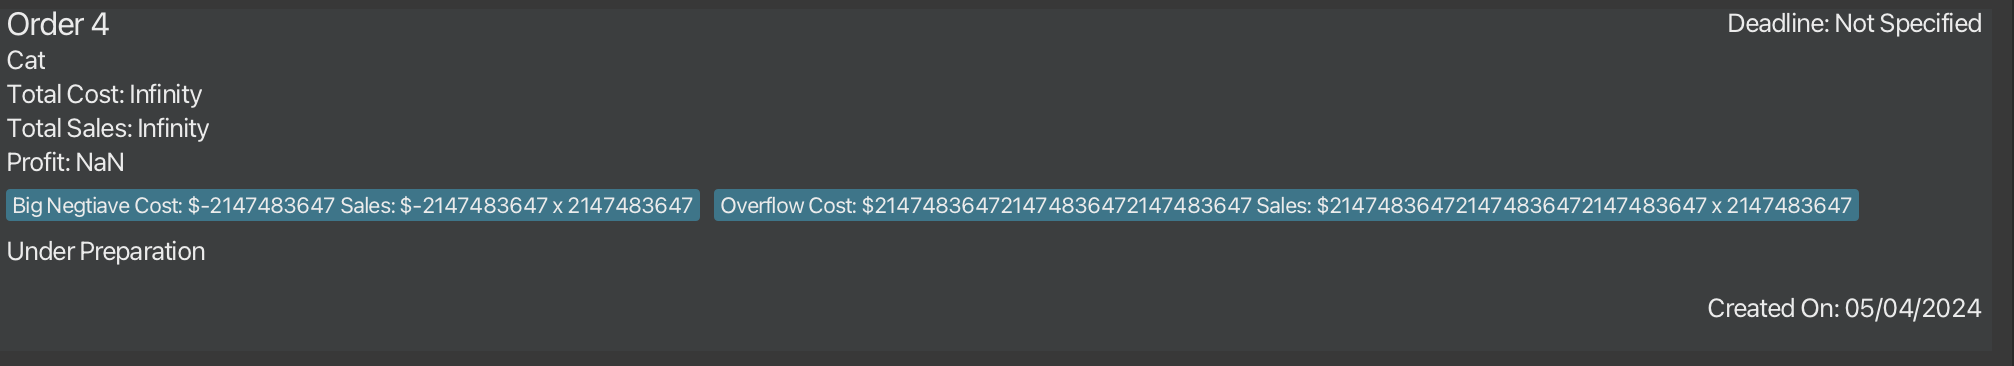 Order 4
Deadline: Not Specified
Cat
Total Cost: Infinity
Total Sales: Infinity
Profit: NaN
Big Negtiave Cost: $-2147483647 Sales: $-2147483647 x 2147483647
Overflow Cost: $214748364721474836472147483647 Sales: $214748364721474836472147483647 x 2147483647
Under Preparation
Created On: 05/04/2024